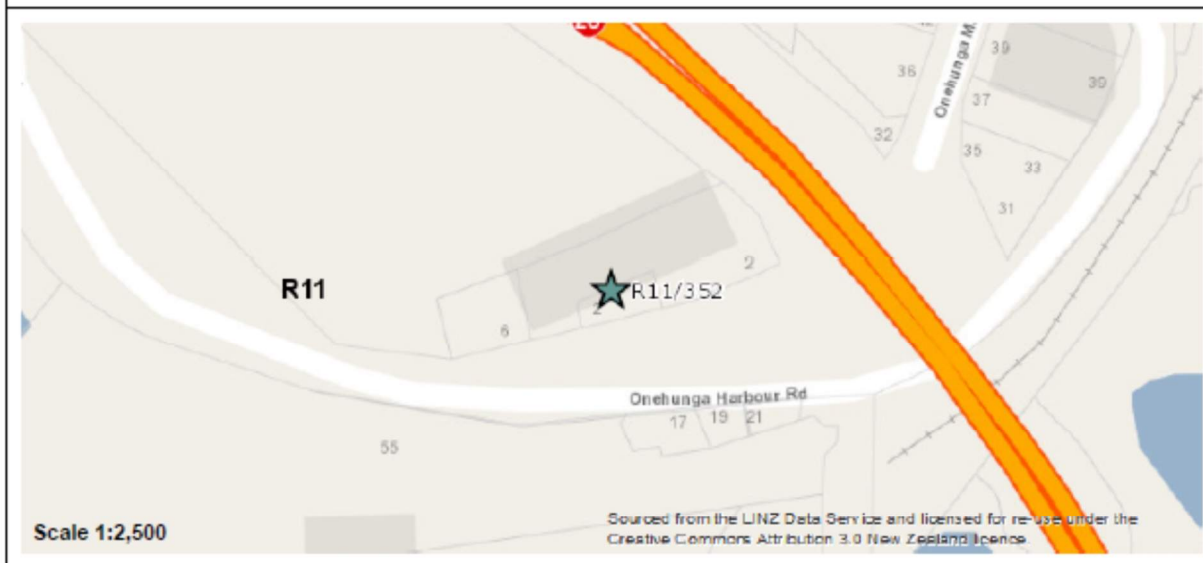 20
36
39
39
Onehunga M
37
32
35
33
31
2
R11
R11/352
2
6
Onehunga Harbour Rd
17 19 21
55
Scale 1:2,500
Sourced from the LINZ Data Service and licensed for re-use under the
Creative Commons Attribution 3.0 New Zealand licence.